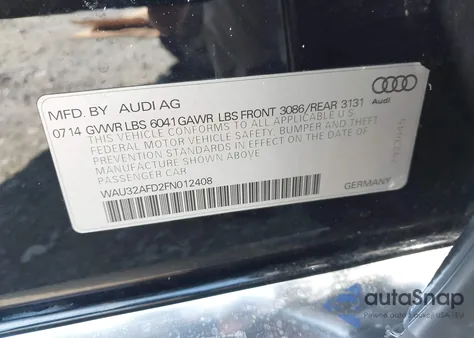 MFD. BY AUDI AG
07 14 GVWR LBS 6041 GAWR LBS FRONT 3086/REAR 3131
THIS VEHICLE CONFORMS TO ALL APPLICABLE U.S.
FEDERAL MOTOR VEHICLE SAFETY, BUMPER AND THEFT
PREVENTION STANDARDS IN EFFECT ON THE DATE OF
MANUFACTURE SHOWN ABOVE.
PASSENGER CAR
WAU32AFD2FN012408
GERMANY
Audi
autoSnap